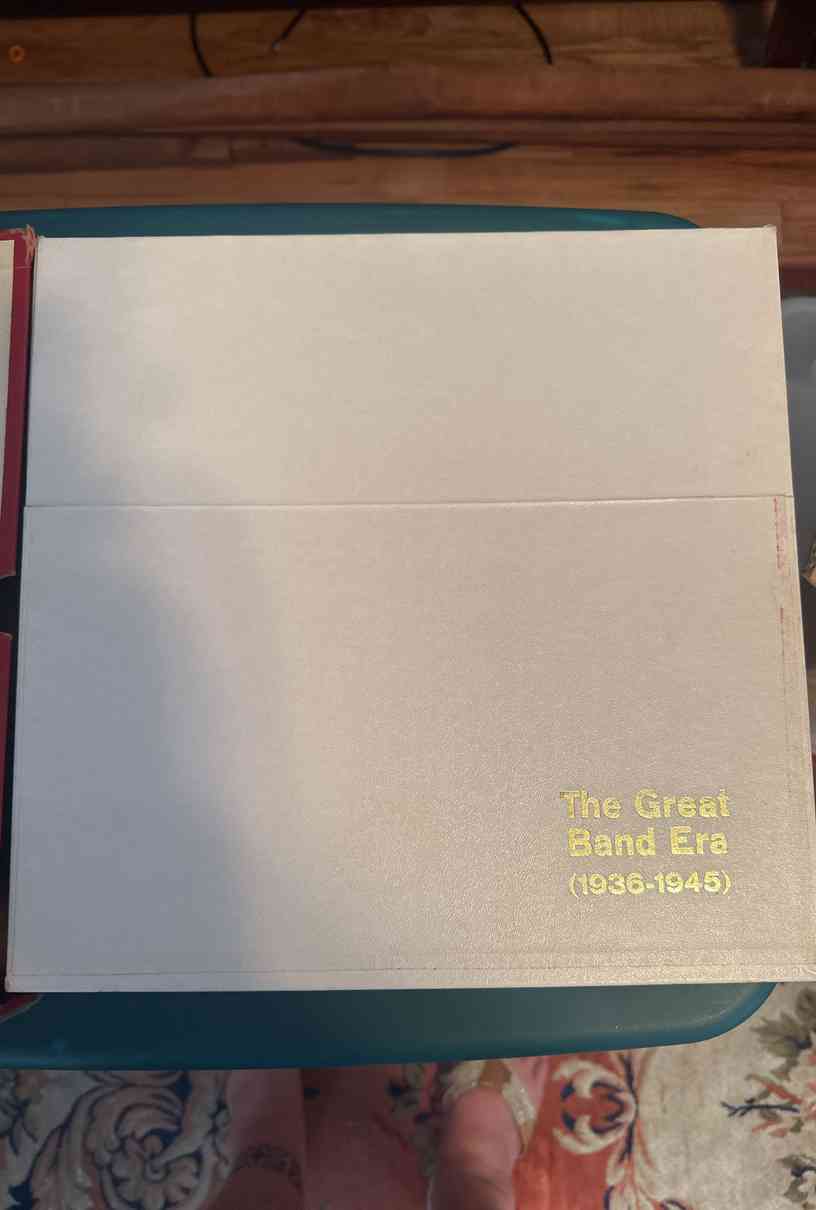 The Great
Band Era
(1936-1945)